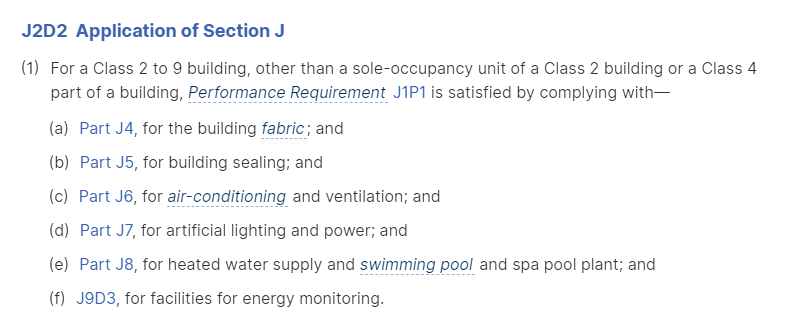 J2D2 Application of Section J
(1) For a Class 2 to 9 building, other than a sole-occupancy unit of a Class 2 building or a Class 4
part of a building, Performance Requirement J1P1 is satisfied by complying with—
(a) Part J4, for the building fabric; and
(b) Part J5, for building sealing; and
(c) Part J6, for air-conditioning and ventilation; and
(d) Part J7, for artificial lighting and power; and
(e) Part J8, for heated water supply and swimming pool and spa pool plant; and
(f) J9D3, for facilities for energy monitoring.